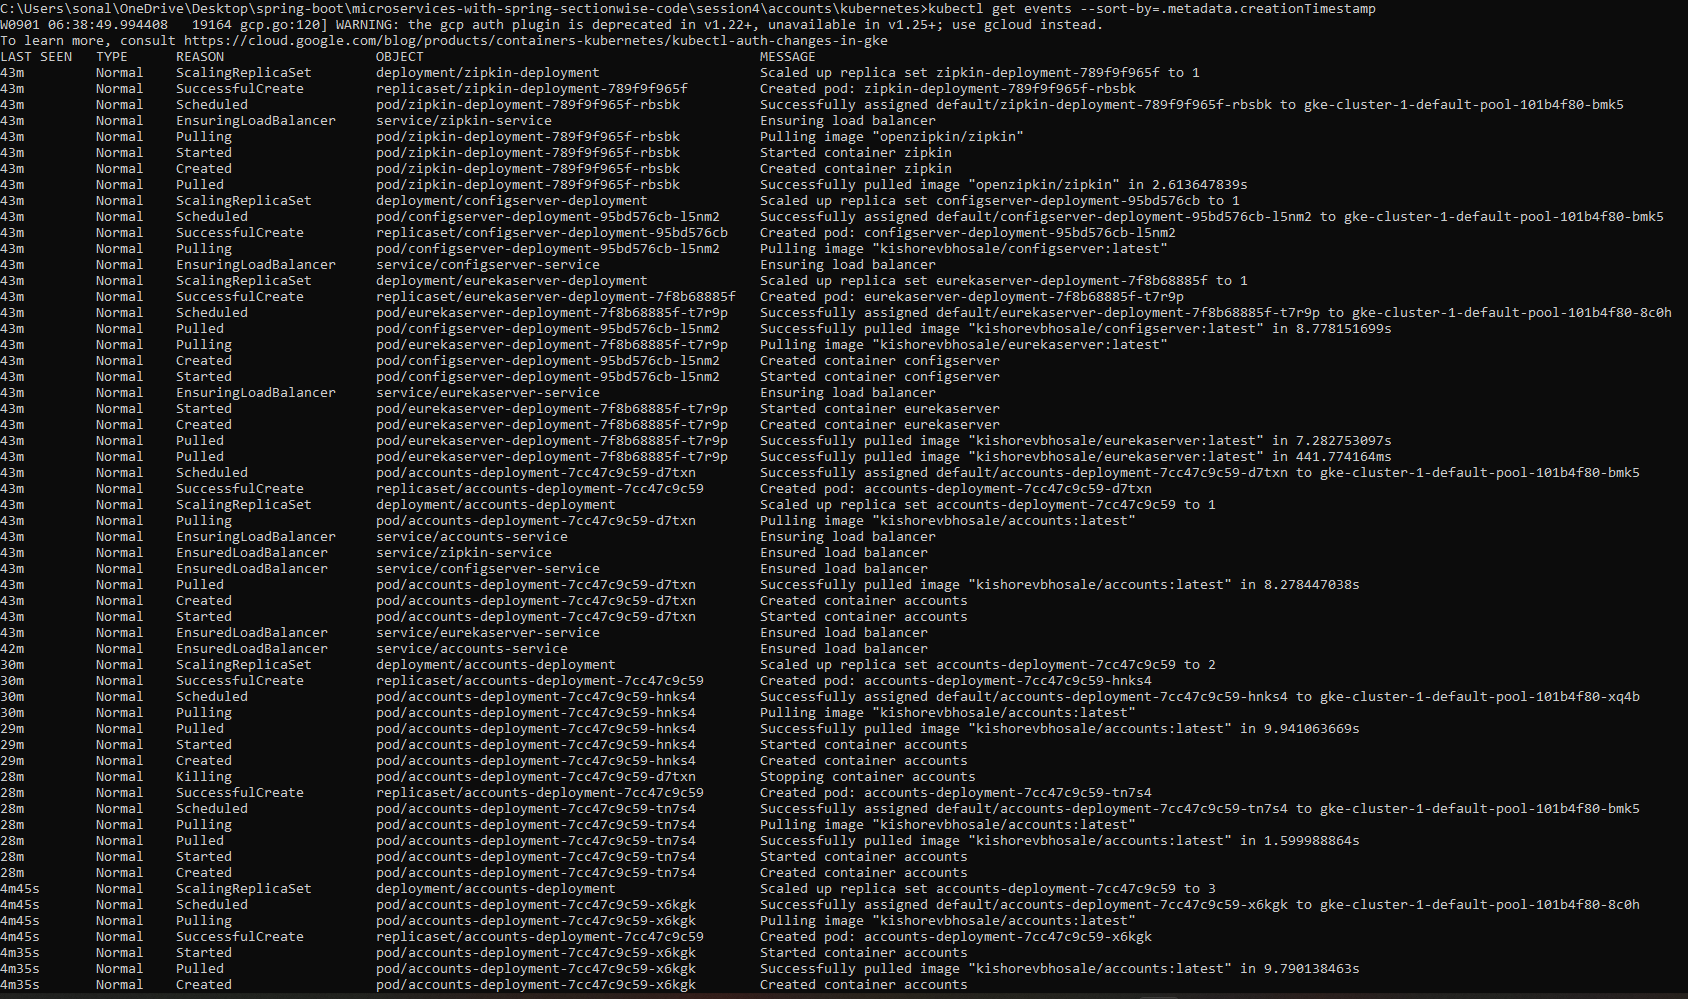 C:\Users\sonal\OneDrive\Desktop\spring-boot\microservices-with-spring-sectionwise-code\session4\accounts\kubernetes>kubectl get events --sort-by=.metadata.creationTimestamp
W0901 06:38:49.994408   19164 gcp.go:120] WARNING: the gcp auth plugin is deprecated in v1.22+, unavailable in v1.25+; use gcloud instead.
To learn more, consult https://cloud.google.com/blog/products/containers-kubernetes/kubectl-auth-changes-in-gke
LAST SEEN   TYPE     REASON                OBJECT                                          MESSAGE
43m         Normal   ScalingReplicaSet     deployment/zipkin-deployment                    Scaled up replica set zipkin-deployment-789f9f965f to 1
43m         Normal   SuccessfulCreate      replicaset/zipkin-deployment-789f9f965f         Created pod: zipkin-deployment-789f9f965f-rbsbk
43m         Normal   Scheduled             pod/zipkin-deployment-789f9f965f-rbsbk          Successfully assigned default/zipkin-deployment-789f9f965f-rbsbk to gke-cluster-1-default-pool-101b4f80-bmk5
43m         Normal   EnsuringLoadBalancer   service/zipkin-service                          Ensuring load balancer
43m         Normal   Pulling               pod/zipkin-deployment-789f9f965f-rbsbk          Pulling image "openzipkin/zipkin"
43m         Normal   Started               pod/zipkin-deployment-789f9f965f-rbsbk          Started container zipkin
43m         Normal   Created               pod/zipkin-deployment-789f9f965f-rbsbk          Created container zipkin
43m         Normal   Pulled                pod/zipkin-deployment-789f9f965f-rbsbk          Successfully pulled image "openzipkin/zipkin" in 2.613647839s
43m         Normal   ScalingReplicaSet     deployment/configserver-deployment              Scaled up replica set configserver-deployment-95bd576cb to 1
43m         Normal   Scheduled             pod/configserver-deployment-95bd576cb-l5nm2     Successfully assigned default/configserver-deployment-95bd576cb-l5nm2 to gke-cluster-1-default-pool-101b4f80-bmk5
43m         Normal   SuccessfulCreate      replicaset/configserver-deployment-95bd576cb    Created pod: configserver-deployment-95bd576cb-l5nm2
43m         Normal   Pulling               pod/configserver-deployment-95bd576cb-l5nm2     Pulling image "kishorevbhosale/configserver:latest"
43m         Normal   EnsuringLoadBalancer   service/configserver-service                    Ensuring load balancer
43m         Normal   ScalingReplicaSet     deployment/eurekaserver-deployment              Scaled up replica set eurekaserver-deployment-7f8b68885f to 1
43m         Normal   SuccessfulCreate      replicaset/eurekaserver-deployment-7f8b68885f   Created pod: eurekaserver-deployment-7f8b68885f-t7r9p
43m         Normal   Scheduled             pod/eurekaserver-deployment-7f8b68885f-t7r9p    Successfully assigned default/eurekaserver-deployment-7f8b68885f-t7r9p to gke-cluster-1-default-pool-101b4f80-8c0h
43m         Normal   Pulled                pod/configserver-deployment-95bd576cb-l5nm2     Successfully pulled image "kishorevbhosale/configserver:latest" in 8.778151699s
43m         Normal   Pulling               pod/eurekaserver-deployment-7f8b68885f-t7r9p    Pulling image "kishorevbhosale/eurekaserver:latest"
43m         Normal   Created               pod/configserver-deployment-95bd576cb-l5nm2     Created container configserver
43m         Normal   Started               pod/configserver-deployment-95bd576cb-l5nm2     Started container configserver
43m         Normal   EnsuringLoadBalancer   service/eurekaserver-service                    Ensuring load balancer
43m         Normal   Started               pod/eurekaserver-deployment-7f8b68885f-t7r9p    Started container eurekaserver
43m         Normal   Created               pod/eurekaserver-deployment-7f8b68885f-t7r9p    Created container eurekaserver
43m         Normal   Pulled                pod/eurekaserver-deployment-7f8b68885f-t7r9p    Successfully pulled image "kishorevbhosale/eurekaserver:latest" in 7.282753097s
43m         Normal   Pulled                pod/eurekaserver-deployment-7f8b68885f-t7r9p    Successfully pulled image "kishorevbhosale/eurekaserver:latest" in 441.774164ms
43m         Normal   Scheduled             pod/accounts-deployment-7cc47c9c59-d7txn        Successfully assigned default/accounts-deployment-7cc47c9c59-d7txn to gke-cluster-1-default-pool-101b4f80-bmk5
43m         Normal   SuccessfulCreate      replicaset/accounts-deployment-7cc47c9c59       Created pod: accounts-deployment-7cc47c9c59-d7txn
43m         Normal   ScalingReplicaSet     deployment/accounts-deployment                  Scaled up replica set accounts-deployment-7cc47c9c59 to 1
43m         Normal   Pulling               pod/accounts-deployment-7cc47c9c59-d7txn        Pulling image "kishorevbhosale/accounts:latest"
43m         Normal   EnsuringLoadBalancer   service/accounts-service                        Ensuring load balancer
43m         Normal   EnsuredLoadBalancer   service/zipkin-service                          Ensured load balancer
43m         Normal   EnsuredLoadBalancer   service/configserver-service                    Ensured load balancer
43m         Normal   Pulled                pod/accounts-deployment-7cc47c9c59-d7txn        Successfully pulled image "kishorevbhosale/accounts:latest" in 8.278447038s
43m         Normal   Created               pod/accounts-deployment-7cc47c9c59-d7txn        Created container accounts
43m         Normal   Started               pod/accounts-deployment-7cc47c9c59-d7txn        Started container accounts
43m         Normal   EnsuredLoadBalancer   service/eurekaserver-service                    Ensured load balancer
42m         Normal   EnsuredLoadBalancer   service/accounts-service                        Ensured load balancer
30m         Normal   ScalingReplicaSet     deployment/accounts-deployment                  Scaled up replica set accounts-deployment-7cc47c9c59 to 2
30m         Normal   SuccessfulCreate      replicaset/accounts-deployment-7cc47c9c59       Created pod: accounts-deployment-7cc47c9c59-hnks4
30m         Normal   Scheduled             pod/accounts-deployment-7cc47c9c59-hnks4        Successfully assigned default/accounts-deployment-7cc47c9c59-hnks4 to gke-cluster-1-default-pool-101b4f80-xq4b
30m         Normal   Pulling               pod/accounts-deployment-7cc47c9c59-hnks4        Pulling image "kishorevbhosale/accounts:latest"
29m         Normal   Pulled                pod/accounts-deployment-7cc47c9c59-hnks4        Successfully pulled image "kishorevbhosale/accounts:latest" in 9.941063669s
29m         Normal   Started               pod/accounts-deployment-7cc47c9c59-hnks4        Started container accounts
29m         Normal   Created               pod/accounts-deployment-7cc47c9c59-hnks4        Created container accounts
28m         Normal   Killing               pod/accounts-deployment-7cc47c9c59-d7txn        Stopping container accounts
28m         Normal   SuccessfulCreate      replicaset/accounts-deployment-7cc47c9c59       Created pod: accounts-deployment-7cc47c9c59-tn7s4
28m         Normal   Scheduled             pod/accounts-deployment-7cc47c9c59-tn7s4        Successfully assigned default/accounts-deployment-7cc47c9c59-tn7s4 to gke-cluster-1-default-pool-101b4f80-bmk5
28m         Normal   Pulling               pod/accounts-deployment-7cc47c9c59-tn7s4        Pulling image "kishorevbhosale/accounts:latest"
28m         Normal   Pulled                pod/accounts-deployment-7cc47c9c59-tn7s4        Successfully pulled image "kishorevbhosale/accounts:latest" in 1.599988864s
28m         Normal   Started               pod/accounts-deployment-7cc47c9c59-tn7s4        Started container accounts
28m         Normal   Created               pod/accounts-deployment-7cc47c9c59-tn7s4        Created container accounts
4m45s       Normal   ScalingReplicaSet     deployment/accounts-deployment                  Scaled up replica set accounts-deployment-7cc47c9c59 to 3
4m45s       Normal   Scheduled             pod/accounts-deployment-7cc47c9c59-x6kgk        Successfully assigned default/accounts-deployment-7cc47c9c59-x6kgk to gke-cluster-1-default-pool-101b4f80-8c0h
4m45s       Normal   Pulling               pod/accounts-deployment-7cc47c9c59-x6kgk        Pulling image "kishorevbhosale/accounts:latest"
4m45s       Normal   SuccessfulCreate      replicaset/accounts-deployment-7cc47c9c59       Created pod: accounts-deployment-7cc47c9c59-x6kgk
4m35s       Normal   Started               pod/accounts-deployment-7cc47c9c59-x6kgk        Started container accounts
4m35s       Normal   Pulled                pod/accounts-deployment-7cc47c9c59-x6kgk        Successfully pulled image "kishorevbhosale/accounts:latest" in 9.790138463s
4m35s       Normal   Created               pod/accounts-deployment-7cc47c9c59-x6kgk        Created container accounts